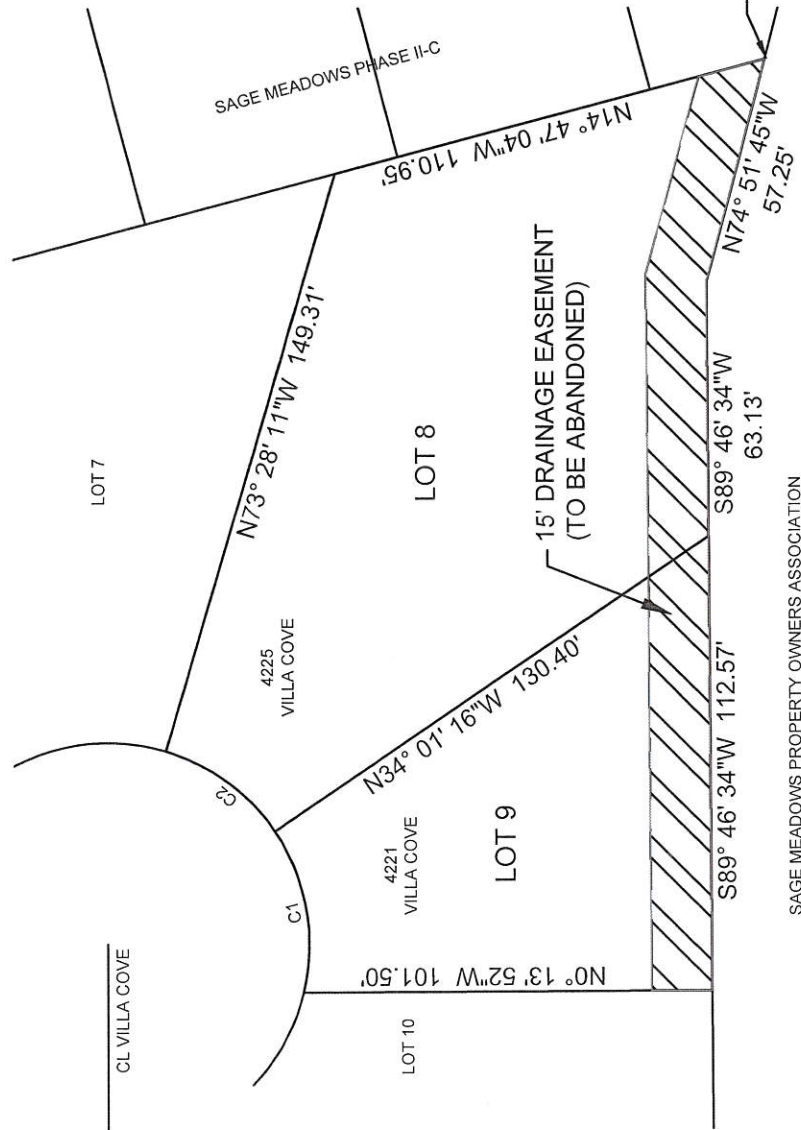 SAGE MEADOWS PHASE II-C
LOT 7
N73° 28' 11"W 149.31'
N14° 47' 04"W 110.95'
CL VILLA COVE
C2
C1
4225
VILLA COVE
LOT 8
15' DRAINAGE EASEMENT
(TO BE ABANDONED)
N34° 01' 16"W 130.40'
4221
VILLA COVE
LOT 9
LOT 10
N0° 13' 52"W 101.50'
S89° 46' 34"W 112.57'
S89° 46' 34"W
63.13'
N74° 51' 45"W
57.25'
SAGE MEADOWS PROPERTY OWNERS ASSOCIATION